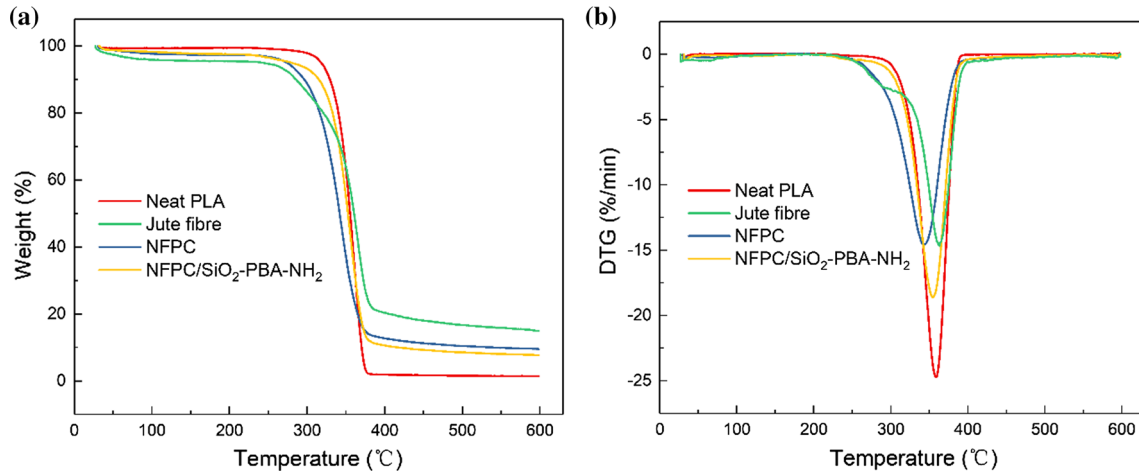 (a)
100
80
60
40
20
0
Weight (%)
Neat PLA
Jute fibre
NFPC
NFPC/SiO₂-PBA-NH₂
0 100 200 300 400 500 600
Temperature (℃)
(b)
0
-5
-10
-15
-20
-25
DTG (%/min)
Neat PLA
Jute fibre
NFPC
NFPC/SiO₂-PBA-NH₂
0 100 200 300 400 500 600
Temperature (℃)